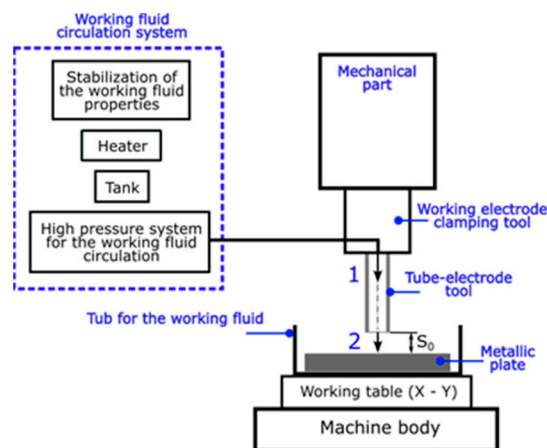 Working fluid
circulation system
Stabilization of
the working fluid
properties
Heater
Tank
High pressure system
for the working fluid
circulation
Mechanical
part
Working electrode
clamping tool
1
Tube-electrode
tool
Tub for the working fluid
2
S₀
Metallic
plate
Working table (X - Y)
Machine body